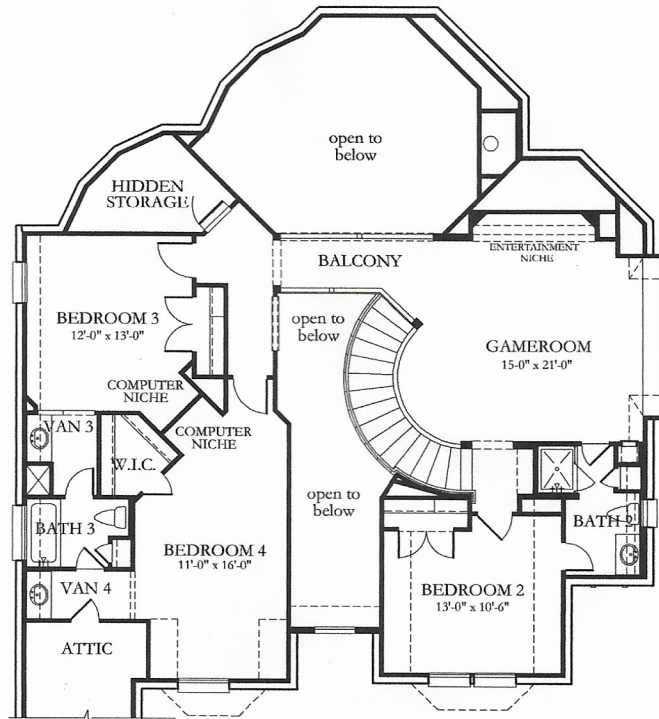 open to
below
HIDDEN
STORAGE
ENTERTAINMENT
NICHE
BALCONY
BEDROOM 3
12'-0" x 13'-0"
open to
below
GAMEROOM
15-0" x 21'-0"
COMPUTER
NICHE
VAN 3
COMPUTER
NICHE
W.I.C.
open to
below
BATH 3
BATH 2
BEDROOM 4
11'-0" x 16'-0"
VAN 4
BEDROOM 2
13'-0" x 10'-6"
ATTIC